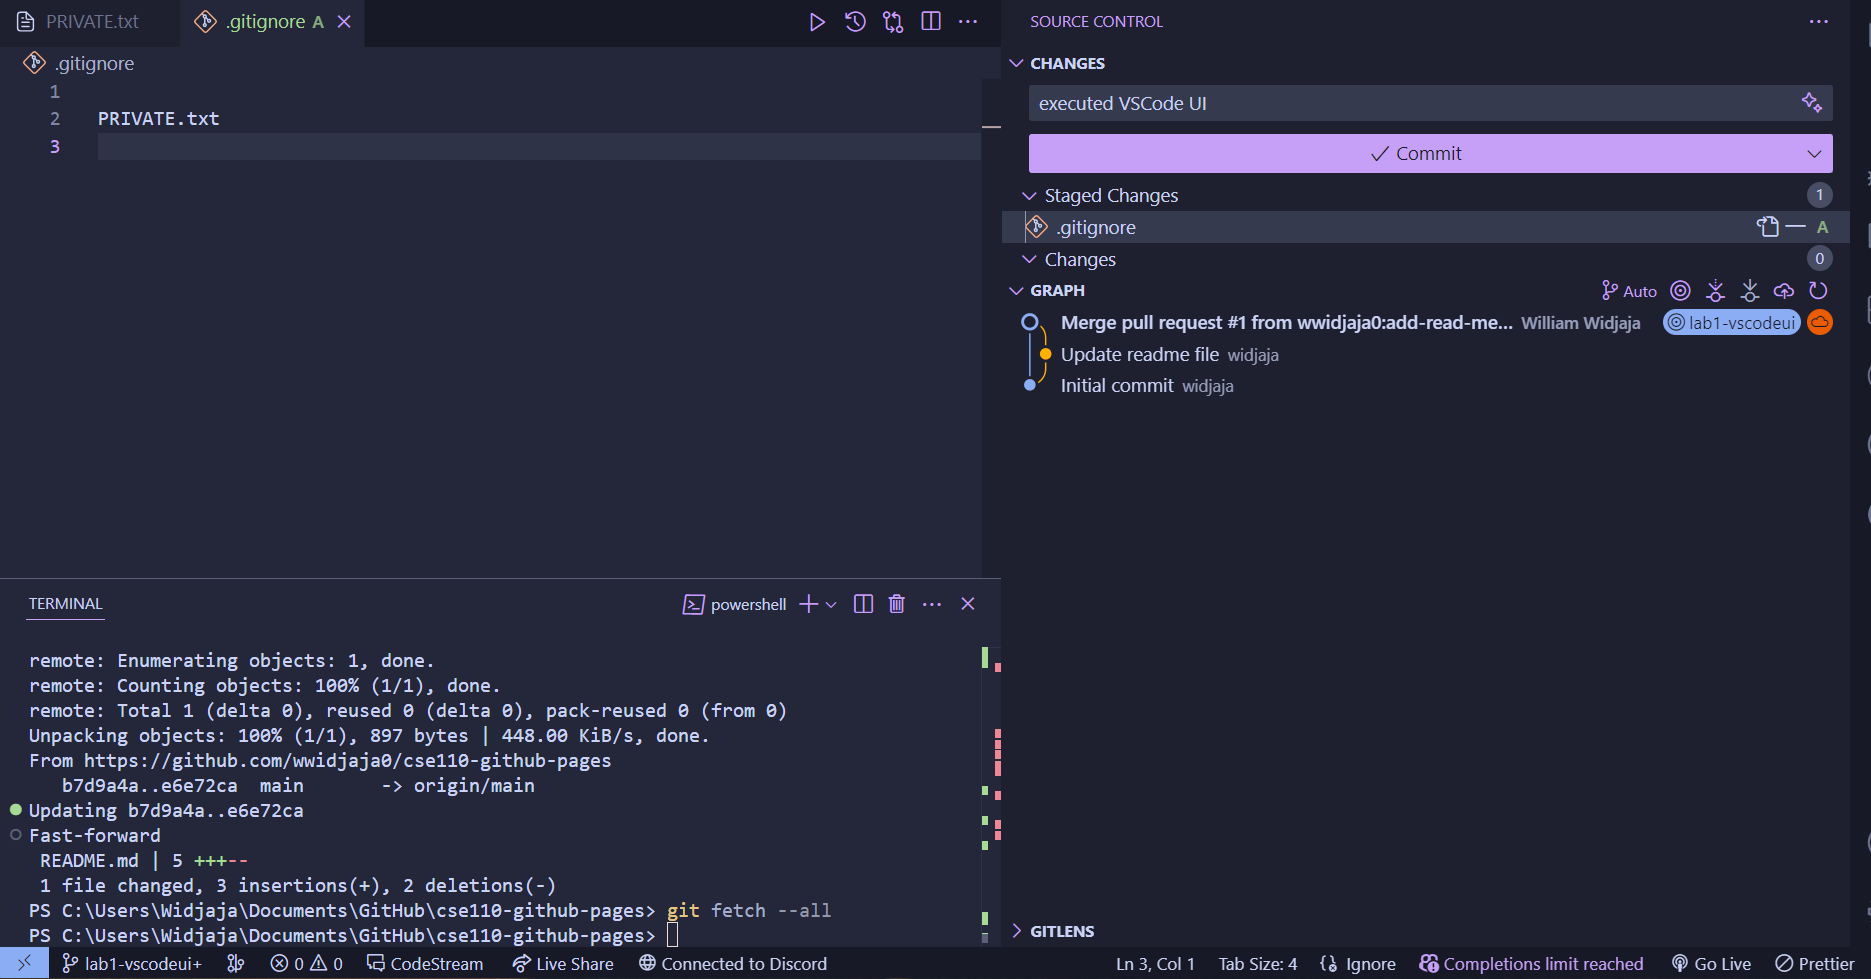 PRIVATE.txt
.gitignore A
.gitignore
1
2 PRIVATE.txt
3
SOURCE CONTROL
CHANGES
executed VSCode UI
Commit
Staged Changes 1
.gitignore A
Changes 0
GRAPH Auto
Merge pull request #1 from wwidjaja0:add-read-me... William Widjaja lab1-vscodeui
Update readme file widjaja
Initial commit widjaja
GITLENS
TERMINAL
powershell
remote: Enumerating objects: 1, done.
remote: Counting objects: 100% (1/1), done.
remote: Total 1 (delta 0), reused 0 (delta 0), pack-reused 0 (from 0)
Unpacking objects: 100% (1/1), 897 bytes | 448.00 KiB/s, done.
From https://github.com/wwidjaja0/cse110-github-pages
b7d9a4a..e6e72ca main -> origin/main
Updating b7d9a4a..e6e72ca
Fast-forward
README.md | 5 +++--
1 file changed, 3 insertions(+), 2 deletions(-)
PS C:\Users\Widjaja\Documents\GitHub\cse110-github-pages> git fetch --all
PS C:\Users\Widjaja\Documents\GitHub\cse110-github-pages>
lab1-vscodeui+ 0 0 CodeStream Live Share Connected to Discord Ln 3, Col 1 Tab Size: 4 Ignore Completions limit reached Go Live Prettier